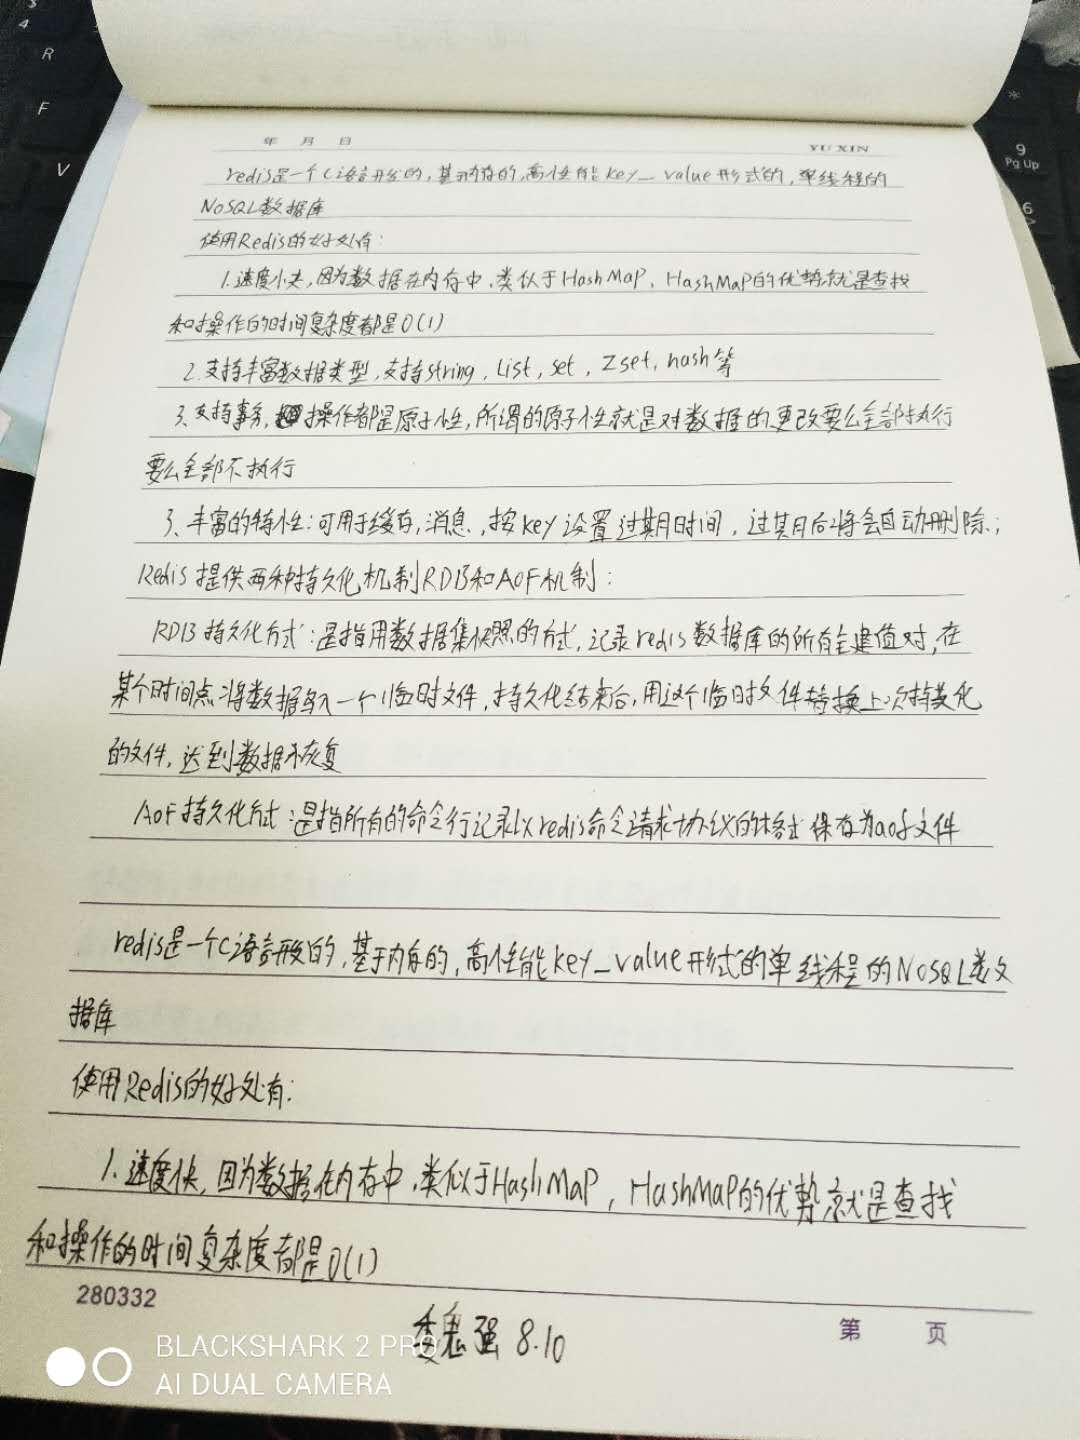 年 月 日
YU XIN
redis是一个C语言开发的,基于内存的,高性能key_value形式的,单线程的
NoSQL数据库
使用Redis的好处有:
1.速度快,因为数据在内存中,类似于HashMap,HashMap的优势就是查找
和操作的时间复杂度都是O(1)
2.支持丰富数据类型,支持string,List,set,Zset,hash等
3.支持事务,操作都是原子性,所谓的原子性就是对数据的更改要么全部执行
要么全部不执行
3、丰富的特性:可用于缓存,消息,按key设置过期时间,过期后将会自动删除;
Redis提供两种持久化机制RDB和AOF机制:
RDB持久化方式:是指用数据集快照的方式,记录redis数据库的所有键值对,在
某个时间点将数据写入一个临时文件,持久化结束后,用这个临时文件替换上次持久化
的文件,达到数据恢复
AOF持久化方式:是指所有的命令行记录以redis命令请求协议的格式保存为aof文件
redis是一个C语言开发的,基于内存的,高性能key_value形式的单线程的NoSQL数
据库
使用Redis的好处有:
1.速度快,因为数据在内存中,类似于HashMap,HashMap的优势就是查找
和操作的时间复杂度都是O(1)
280332
魏强 8.10
第 页
BLACKSHARK 2 PRO
AI DUAL CAMERA
R
F
V
9
Pg Up
6